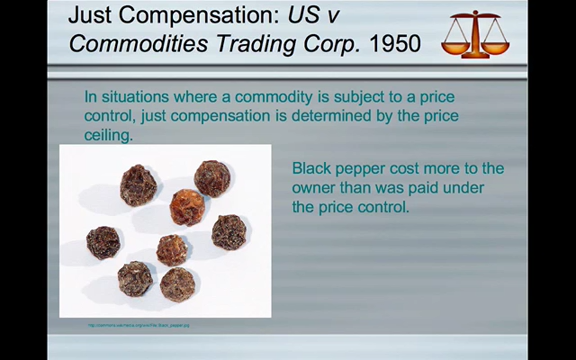 Just Compensation: US v
Commodities Trading Corp. 1950
In situations where a commodity is subject to a price
control, just compensation is determined by the price
ceiling.
Black pepper cost more to the
owner than was paid under
the price control.